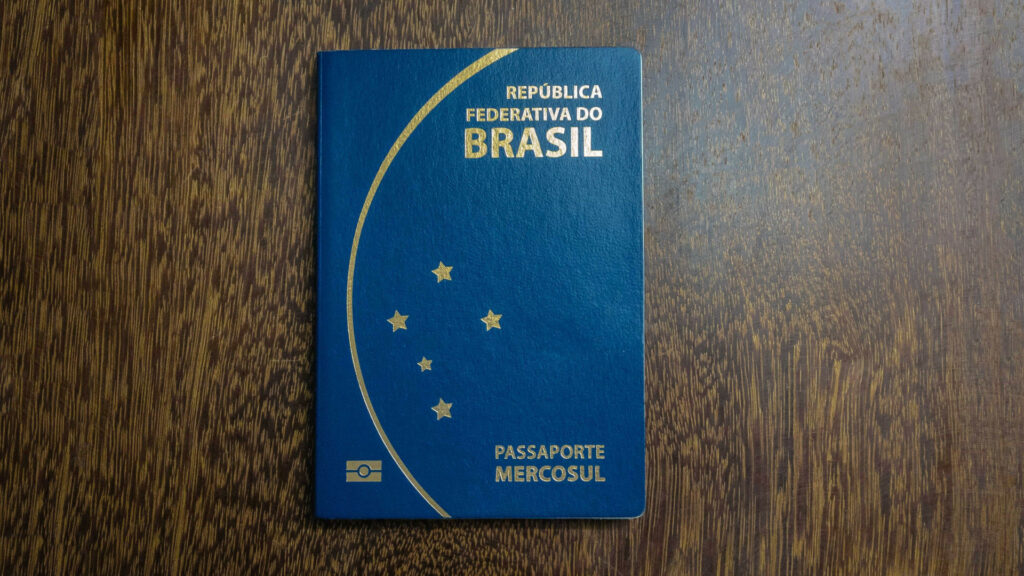 REPÚBLICA
FEDERATIVA DO
BRASIL
PASSAPORTE
MERCOSUL